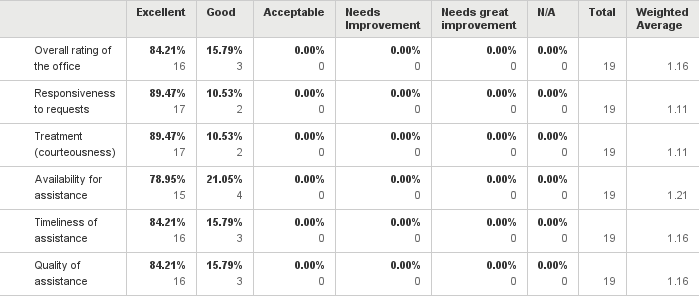 Excellent Good Acceptable Needs Improvement Needs great improvement N/A Total Weighted Average
Overall rating of the office 84.21% 15.79% 0.00% 0.00% 0.00% 0.00%
16 3 0 0 0 0 19 1.16
Responsiveness to requests 89.47% 10.53% 0.00% 0.00% 0.00% 0.00%
17 2 0 0 0 0 19 1.11
Treatment (courteousness) 89.47% 10.53% 0.00% 0.00% 0.00% 0.00%
17 2 0 0 0 0 19 1.11
Availability for assistance 78.95% 21.05% 0.00% 0.00% 0.00% 0.00%
15 4 0 0 0 0 19 1.21
Timeliness of assistance 84.21% 15.79% 0.00% 0.00% 0.00% 0.00%
16 3 0 0 0 0 19 1.16
Quality of assistance 84.21% 15.79% 0.00% 0.00% 0.00% 0.00%
16 3 0 0 0 0 19 1.16